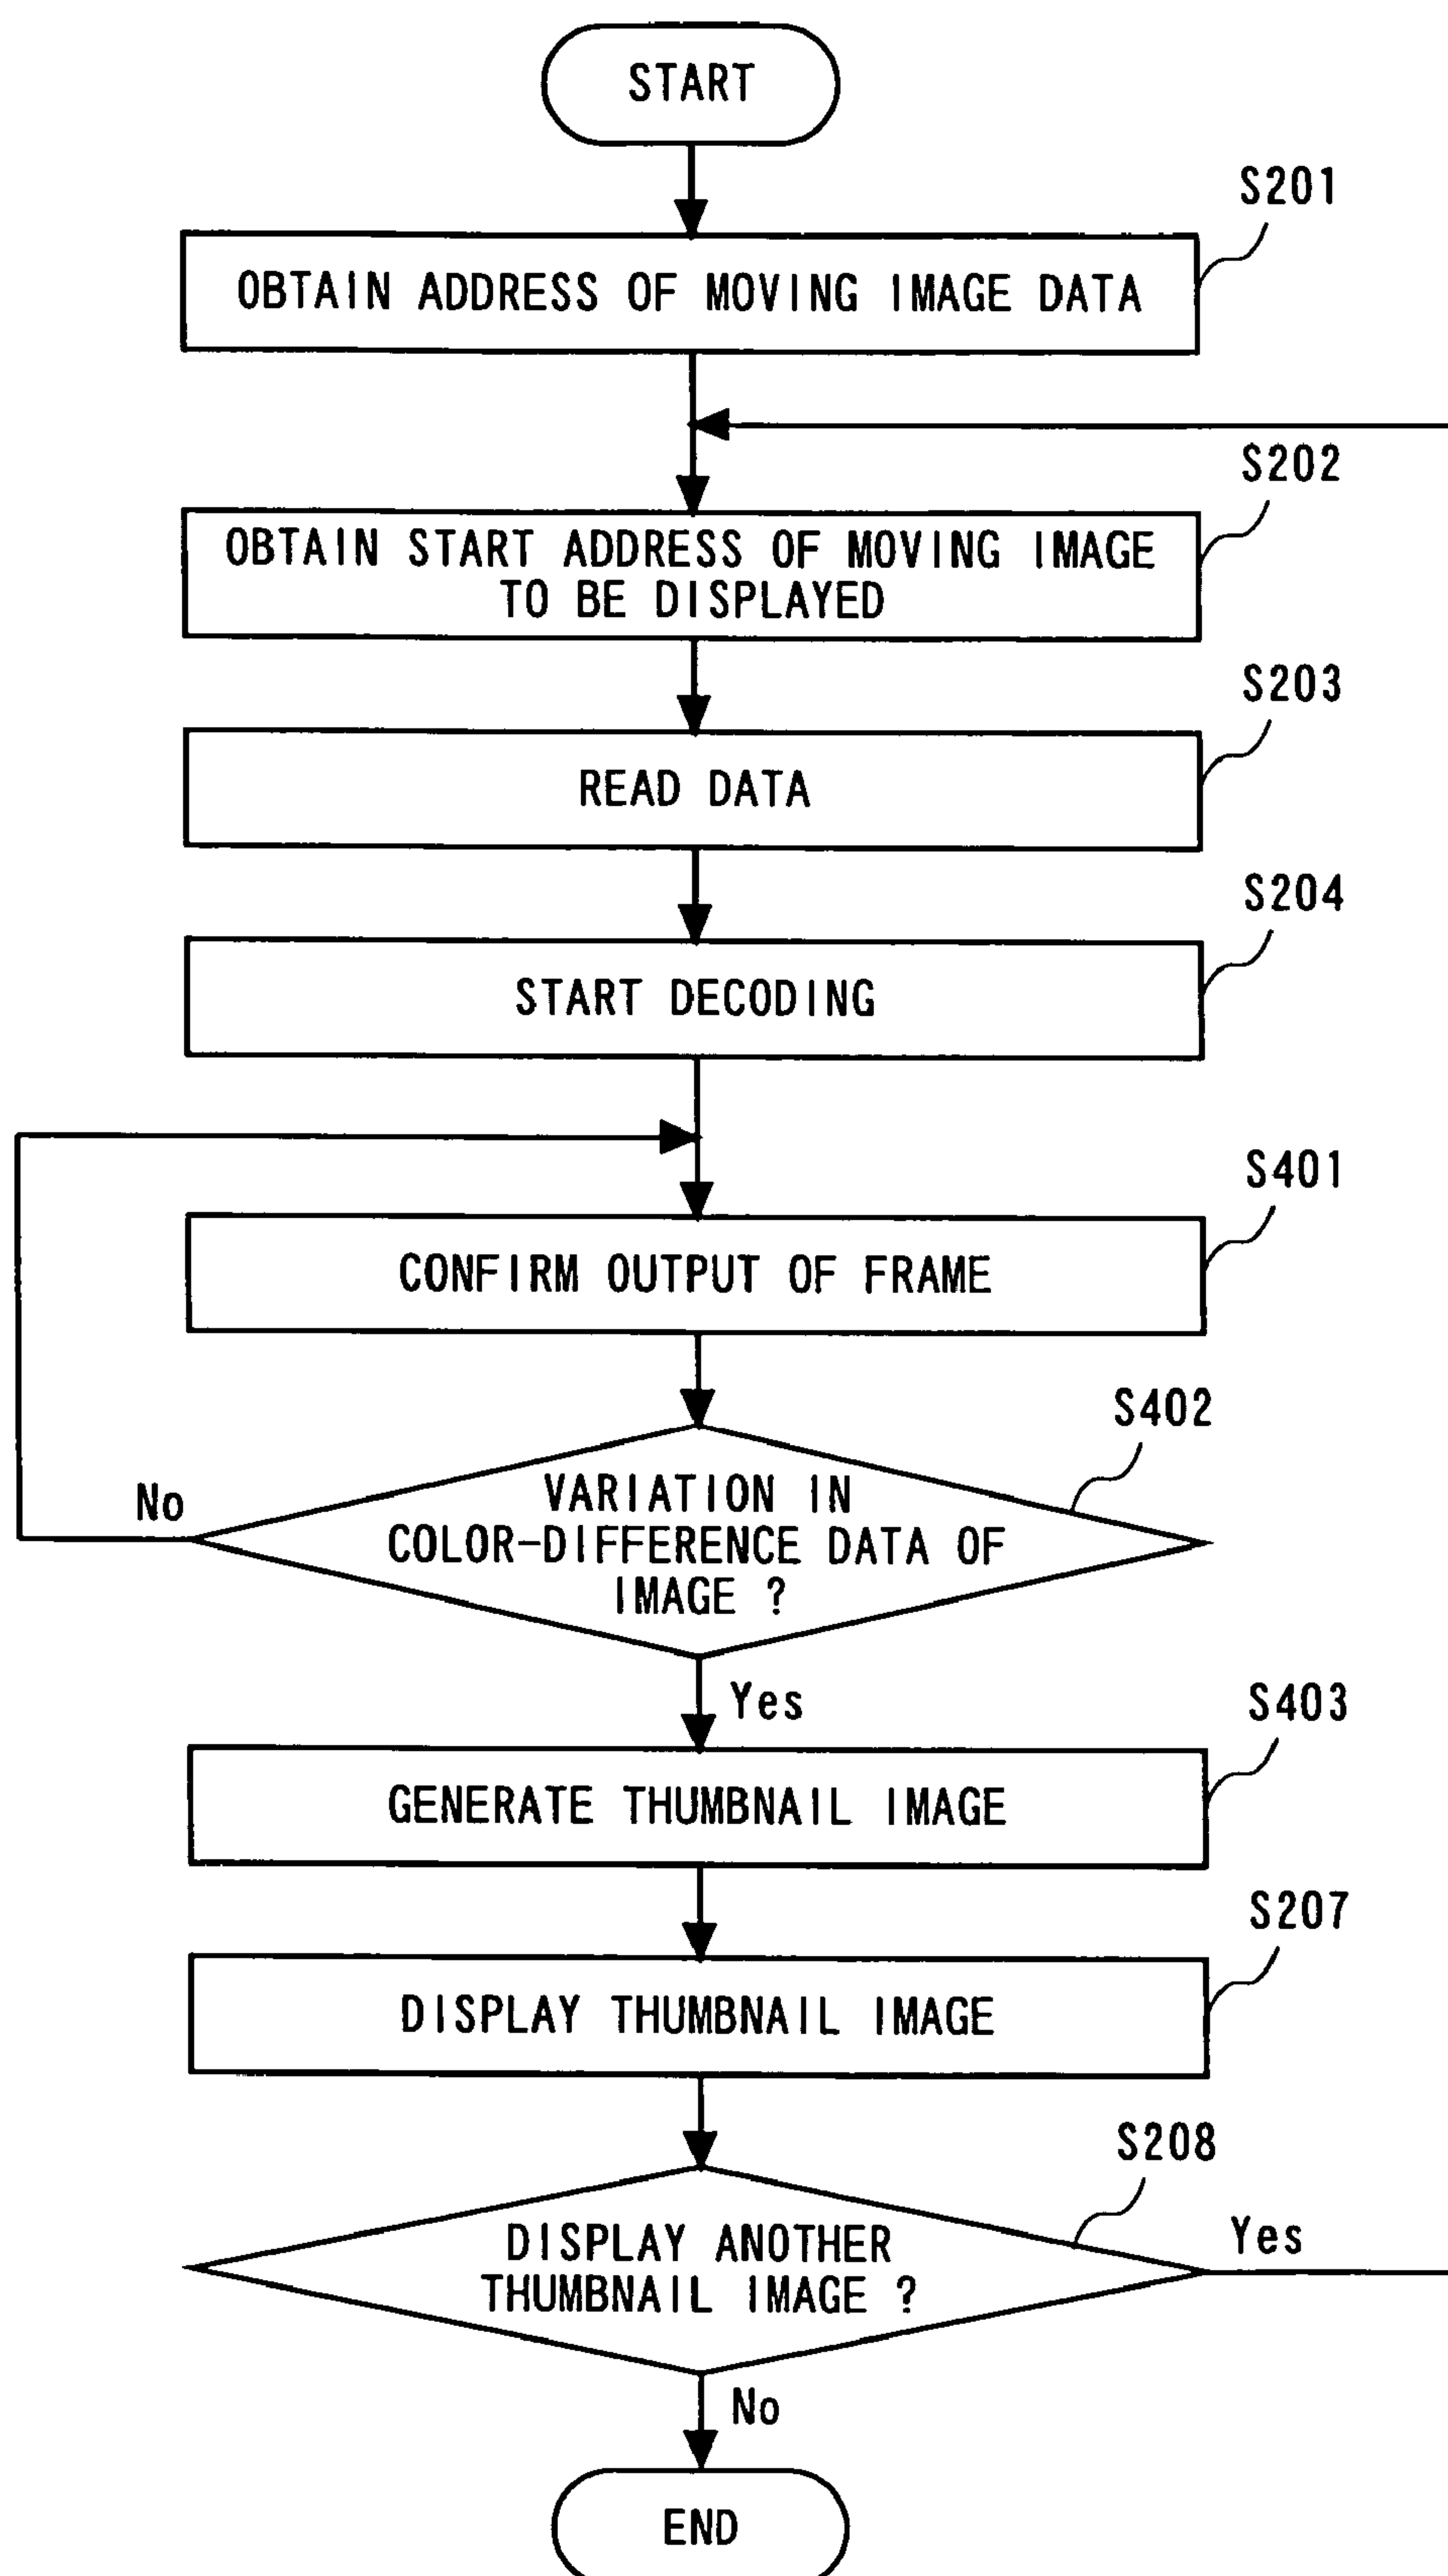 START
S201
OBTAIN ADDRESS OF MOVING IMAGE DATA
S202
OBTAIN START ADDRESS OF MOVING IMAGE
TO BE DISPLAYED
S203
READ DATA
S204
START DECODING
S401
CONFIRM OUTPUT OF FRAME
S402
No
VARIATION IN
COLOR-DIFFERENCE DATA OF
IMAGE ?
Yes
S403
GENERATE THUMBNAIL IMAGE
S207
DISPLAY THUMBNAIL IMAGE
S208
DISPLAY ANOTHER
THUMBNAIL IMAGE ?
Yes
No
END